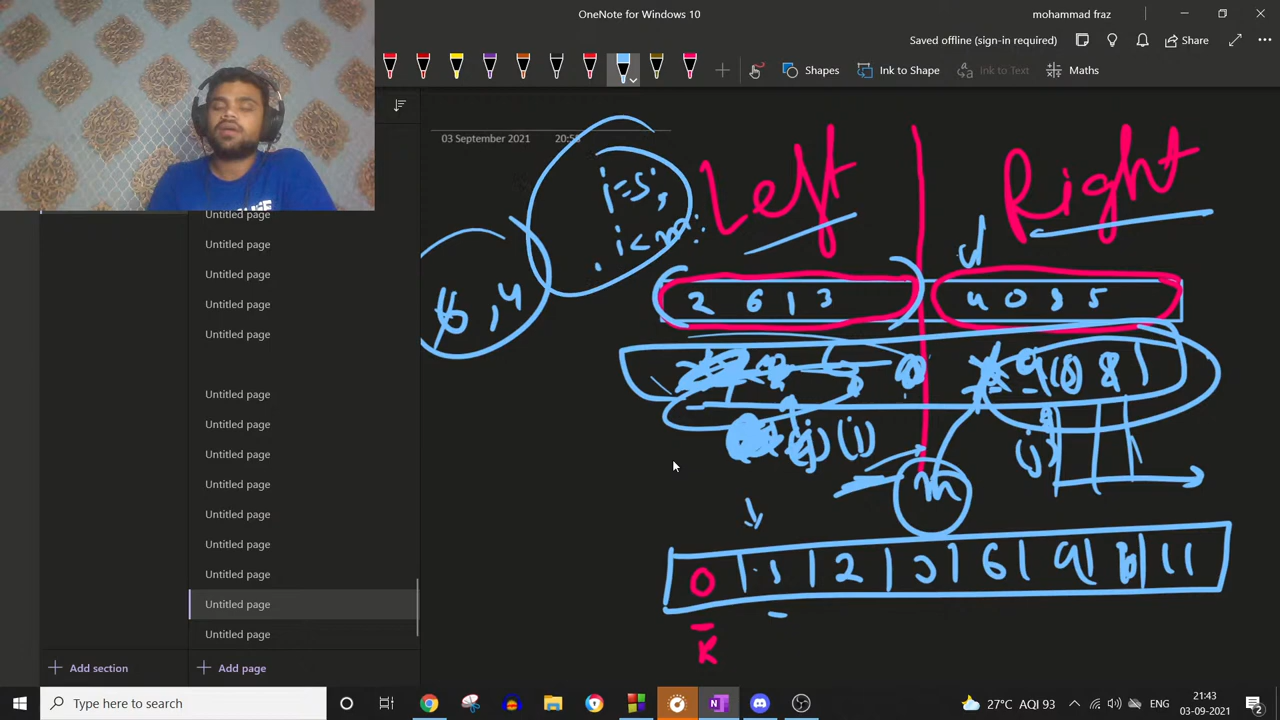 OneNote for Windows 10
mohammad fraz
Saved offline (sign-in required)
Share
Shapes
Ink to Shape
Ink to Text
Maths
03 September 2021
Left
Right
i=s;
i<m;
2 6 1 3
0 8 5
6, 4
(j) (i)
(j)
m
0 1 2 3 6 9 11
K
Untitled page
Untitled page
Untitled page
Untitled page
Untitled page
Untitled page
Untitled page
Untitled page
Untitled page
Untitled page
Untitled page
Untitled page
Untitled page
Untitled page
Add section
Add page
Type here to search
27°C AQI 93
ENG
21:43
03-09-2021
2